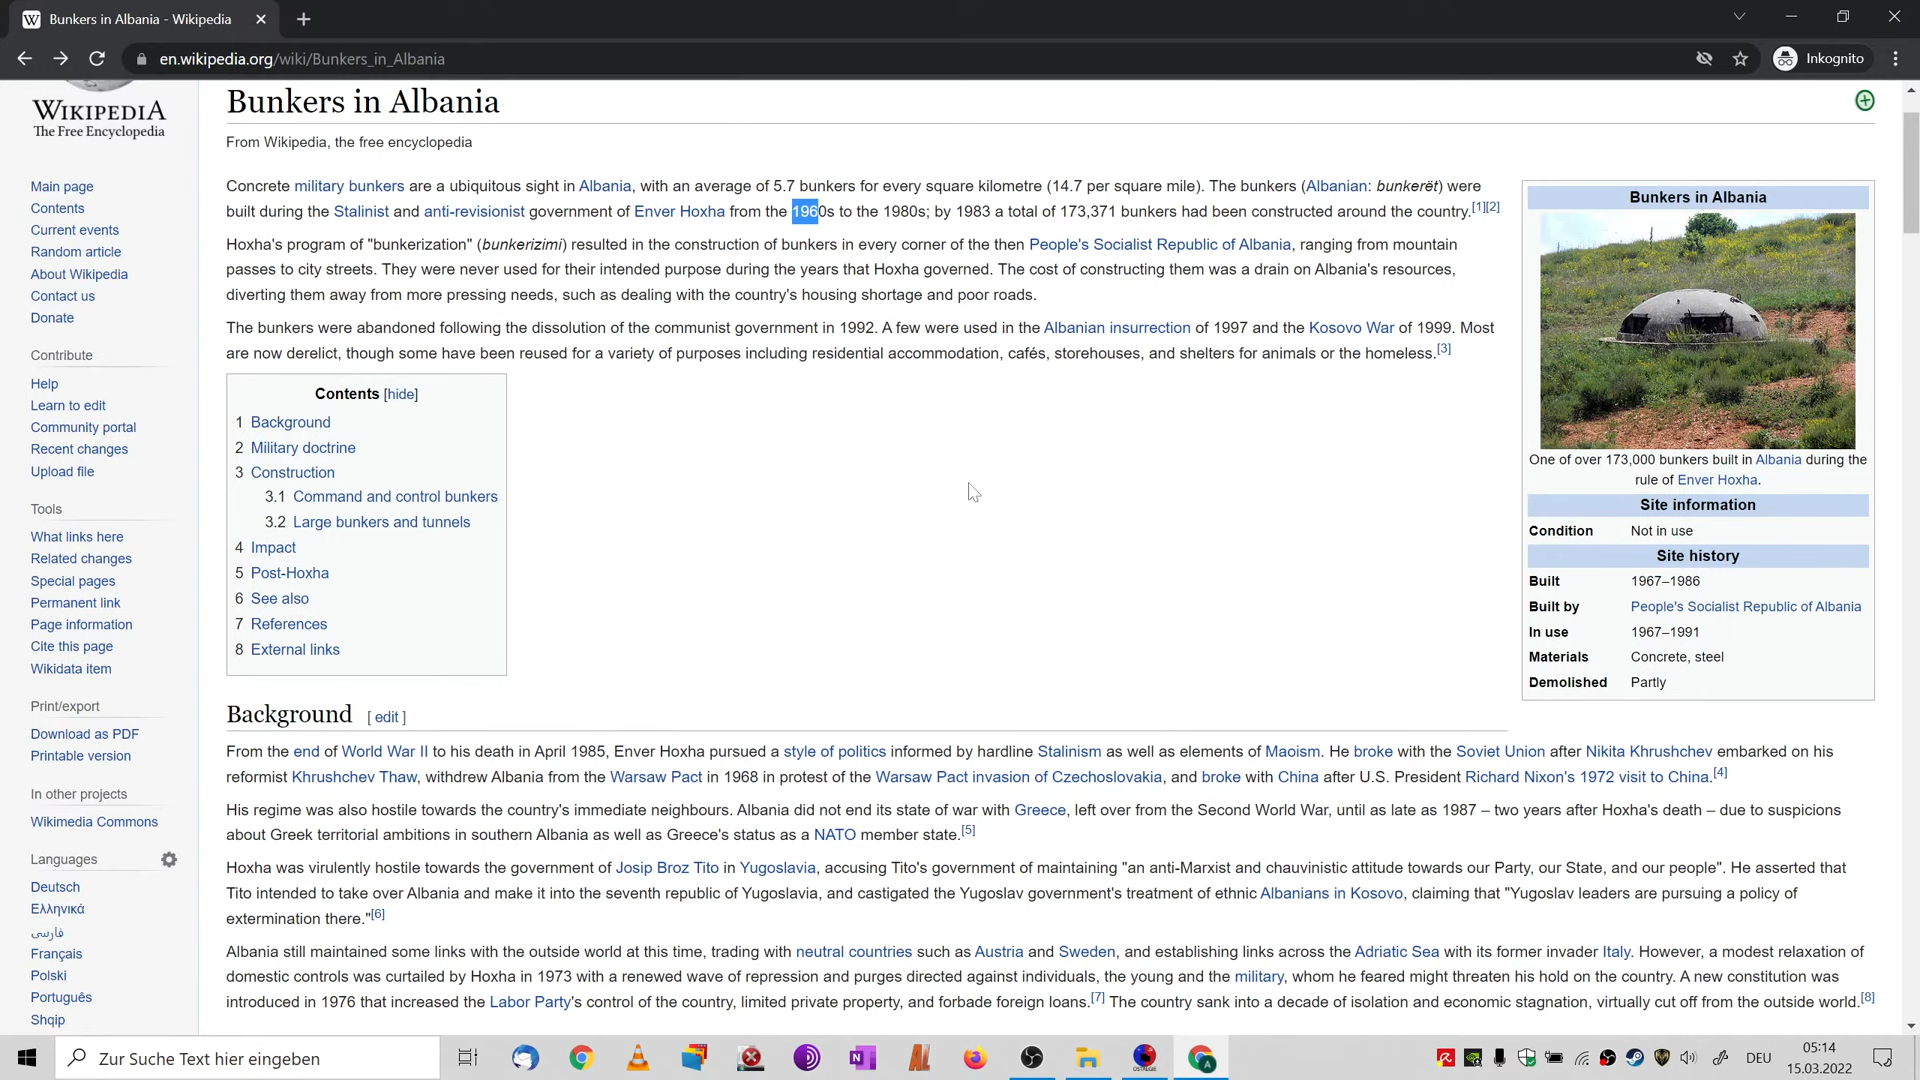 Bunkers in Albania - Wikipedia
en.wikipedia.org/wiki/Bunkers_in_Albania
Inkognito
WIKIPEDIA
The Free Encyclopedia
Main page
Contents
Current events
Random article
About Wikipedia
Contact us
Donate
Contribute
Help
Learn to edit
Community portal
Recent changes
Upload file
Tools
What links here
Related changes
Special pages
Permanent link
Page information
Cite this page
Wikidata item
Print/export
Download as PDF
Printable version
In other projects
Wikimedia Commons
Languages
Deutsch
Ελληνικά
فارسی
Français
Polski
Português
Shqip
Bunkers in Albania
From Wikipedia, the free encyclopedia
Concrete military bunkers are a ubiquitous sight in Albania, with an average of 5.7 bunkers for every square kilometre (14.7 per square mile). The bunkers (Albanian: bunkerët) were
built during the Stalinist and anti-revisionist government of Enver Hoxha from the 1960s to the 1980s; by 1983 a total of 173,371 bunkers had been constructed around the country.[1][2]
Hoxha's program of "bunkerization" (bunkerizimi) resulted in the construction of bunkers in every corner of the then People's Socialist Republic of Albania, ranging from mountain
passes to city streets. They were never used for their intended purpose during the years that Hoxha governed. The cost of constructing them was a drain on Albania's resources,
diverting them away from more pressing needs, such as dealing with the country's housing shortage and poor roads.
The bunkers were abandoned following the dissolution of the communist government in 1992. A few were used in the Albanian insurrection of 1997 and the Kosovo War of 1999. Most
are now derelict, though some have been reused for a variety of purposes including residential accommodation, cafés, storehouses, and shelters for animals or the homeless.[3]
Contents [hide]
1 Background
2 Military doctrine
3 Construction
3.1 Command and control bunkers
3.2 Large bunkers and tunnels
4 Impact
5 Post-Hoxha
6 See also
7 References
8 External links
Bunkers in Albania
One of over 173,000 bunkers built in Albania during the
rule of Enver Hoxha.
Site information
Condition Not in use
Site history
Built 1967–1986
Built by People's Socialist Republic of Albania
In use 1967–1991
Materials Concrete, steel
Demolished Partly
Background [ edit ]
From the end of World War II to his death in April 1985, Enver Hoxha pursued a style of politics informed by hardline Stalinism as well as elements of Maoism. He broke with the Soviet Union after Nikita Khrushchev embarked on his
reformist Khrushchev Thaw, withdrew Albania from the Warsaw Pact in 1968 in protest of the Warsaw Pact invasion of Czechoslovakia, and broke with China after U.S. President Richard Nixon's 1972 visit to China.[4]
His regime was also hostile towards the country's immediate neighbours. Albania did not end its state of war with Greece, left over from the Second World War, until as late as 1987 – two years after Hoxha's death – due to suspicions
about Greek territorial ambitions in southern Albania as well as Greece's status as a NATO member state.[5]
Hoxha was virulently hostile towards the government of Josip Broz Tito in Yugoslavia, accusing Tito's government of maintaining "an anti-Marxist and chauvinistic attitude towards our Party, our State, and our people". He asserted that
Tito intended to take over Albania and make it into the seventh republic of Yugoslavia, and castigated the Yugoslav government's treatment of ethnic Albanians in Kosovo, claiming that "Yugoslav leaders are pursuing a policy of
extermination there."[6]
Albania still maintained some links with the outside world at this time, trading with neutral countries such as Austria and Sweden, and establishing links across the Adriatic Sea with its former invader Italy. However, a modest relaxation of
domestic controls was curtailed by Hoxha in 1973 with a renewed wave of repression and purges directed against individuals, the young and the military, whom he feared might threaten his hold on the country. A new constitution was
introduced in 1976 that increased the Labor Party's control of the country, limited private property, and forbade foreign loans.[7] The country sank into a decade of isolation and economic stagnation, virtually cut off from the outside world.[8]
Zur Suche Text hier eingeben
DEU
05:14
15.03.2022